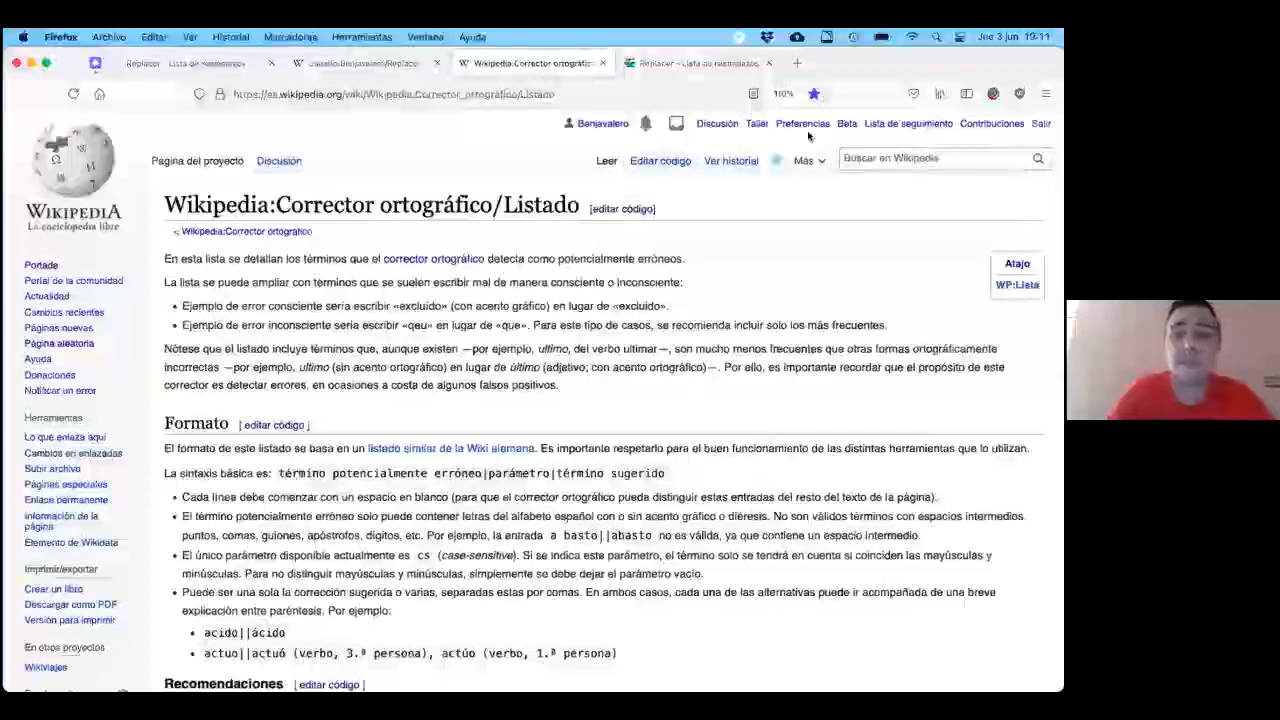 Firefox Archivo Editar Ver Historial Marcadores Herramientas Ventana Ayuda
Jue 3 jun 19:11
Replacer - Lista de reemplazos
Usuario:Benjavalero/Replacer
Wikipedia:Corrector ortográfico
Replacer - Lista de reemplazos
https://es.wikipedia.org/wiki/Wikipedia:Corrector_ortográfico/Listado
110%
Benjavalero Discusión Taller Preferencias Beta Lista de seguimiento Contribuciones Salir
Página del proyecto Discusión Leer Editar código Ver historial Más Buscar en Wikipedia
WIKIPEDIA
La enciclopedia libre
Portada
Portal de la comunidad
Actualidad
Cambios recientes
Páginas nuevas
Página aleatoria
Ayuda
Donaciones
Notificar un error
Herramientas
Lo que enlaza aquí
Cambios en enlazadas
Subir archivo
Páginas especiales
Enlace permanente
Información de la
página
Elemento de Wikidata
Imprimir/exportar
Crear un libro
Descargar como PDF
Versión para imprimir
En otros proyectos
Wikiviajes
Wikipedia:Corrector ortográfico/Listado [editar código]
< Wikipedia:Corrector ortográfico
En esta lista se detallan los términos que el corrector ortográfico detecta como potencialmente erróneos.
Atajo
WP:Lista
La lista se puede ampliar con términos que se suelen escribir mal de manera consciente o inconsciente:
• Ejemplo de error consciente sería escribir «excluído» (con acento gráfico) en lugar de «excluido».
• Ejemplo de error inconsciente sería escribir «qeu» en lugar de «que». Para este tipo de casos, se recomienda incluir solo los más frecuentes.
Nótese que el listado incluye términos que, aunque existen —por ejemplo, ultimo, del verbo ultimar—, son mucho menos frecuentes que otras formas ortográficamente
incorrectas —por ejemplo, ultimo (sin acento ortográfico) en lugar de último (adjetivo; con acento ortográfico)—. Por ello, es importante recordar que el propósito de este
corrector es detectar errores, en ocasiones a costa de algunos falsos positivos.
Formato [ editar código ]
El formato de este listado se basa en un listado similar de la Wiki alemana. Es importante respetarlo para el buen funcionamiento de las distintas herramientas que lo utilizan.
La sintaxis básica es: término potencialmente erróneo|parámetro|término sugerido
• Cada línea debe comenzar con un espacio en blanco (para que el corrector ortográfico pueda distinguir estas entradas del resto del texto de la página).
• El término potencialmente erróneo solo puede contener letras del alfabeto español con o sin acento gráfico o diéresis. No son válidos términos con espacios intermedios
puntos, comas, guiones, apóstrofos, dígitos, etc. Por ejemplo, la entrada a basto||abasto no es válida, ya que contiene un espacio intermedio.
• El único parámetro disponible actualmente es cs (case-sensitive). Si se indica este parámetro, el término solo se tendrá en cuenta si coinciden las mayúsculas y
minúsculas. Para no distinguir mayúsculas y minúsculas, simplemente se debe dejar el parámetro vacío.
• Puede ser una sola la corrección sugerida o varias, separadas estas por comas. En ambos casos, cada una de las alternativas puede ir acompañada de una breve
explicación entre paréntesis. Por ejemplo:
• acido||ácido
• actuo||actuó (verbo, 3.ª persona), actúo (verbo, 1.ª persona)
Recomendaciones [ editar código ]